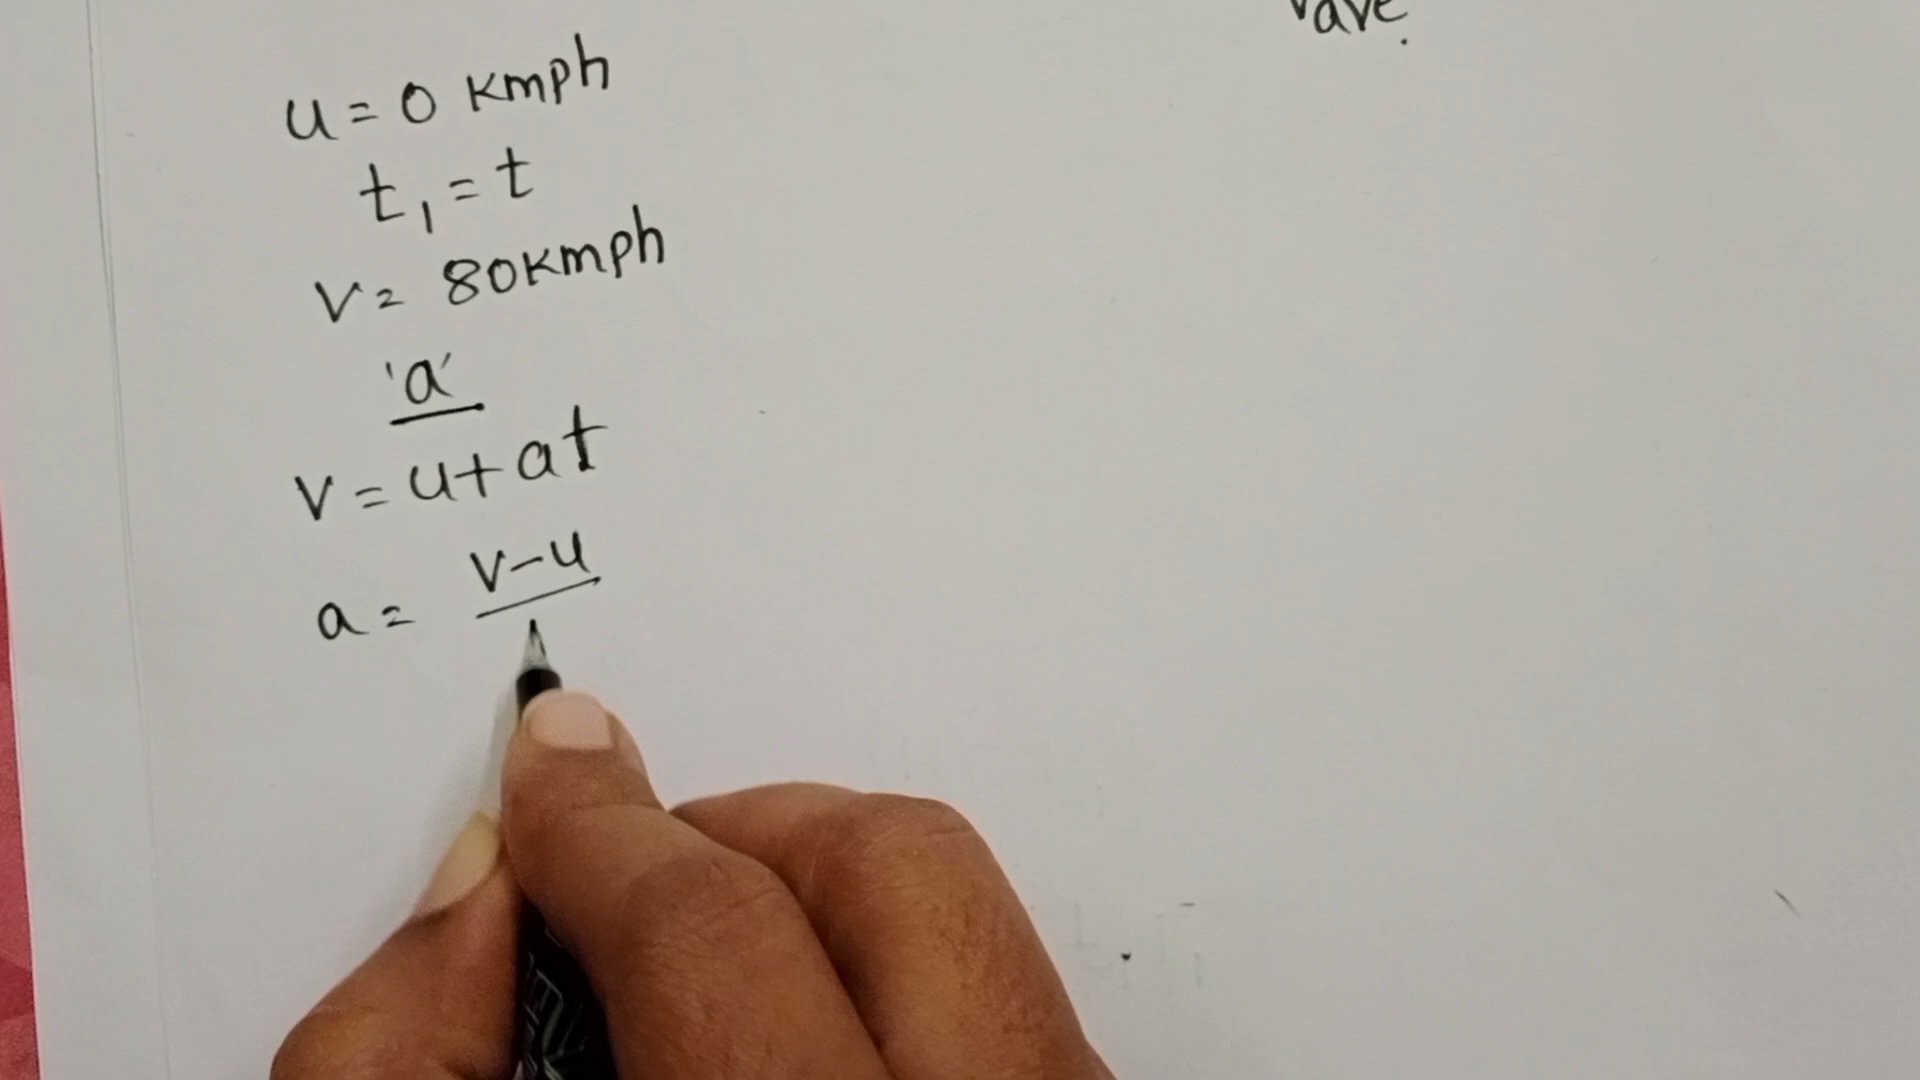 Vave.
u = 0 Kmph
t₁ = t
V = 80Kmph
'a'
V = u + at
a = V-u